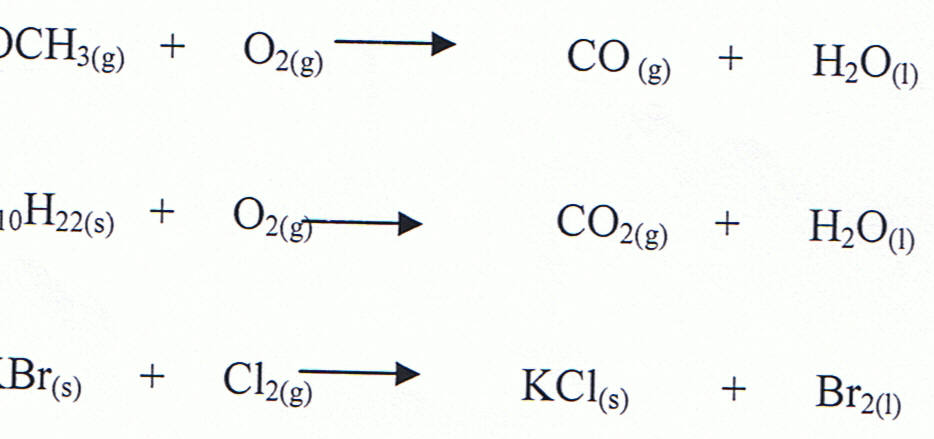 OCH₃(g) + O₂(g) ⟶ CO (g) + H₂O(l)
₁₀H₂₂(s) + O₂(g) ⟶ CO₂(g) + H₂O(l)
KBr(s) + Cl₂(g) ⟶ KCl(s) + Br₂(l)